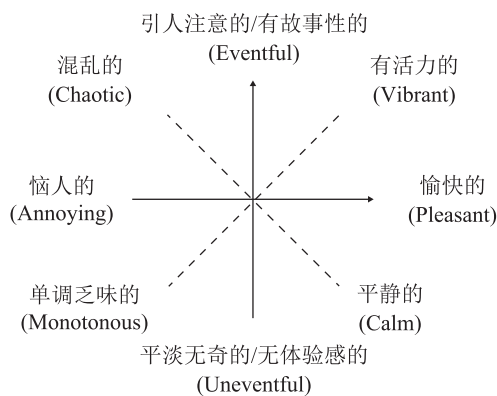 引人注意的/有故事性的
(Eventful)
混乱的
(Chaotic)
有活力的
(Vibrant)
恼人的
(Annoying)
愉快的
(Pleasant)
单调乏味的
(Monotonous)
平静的
(Calm)
平淡无奇的/无体验感的
(Uneventful)